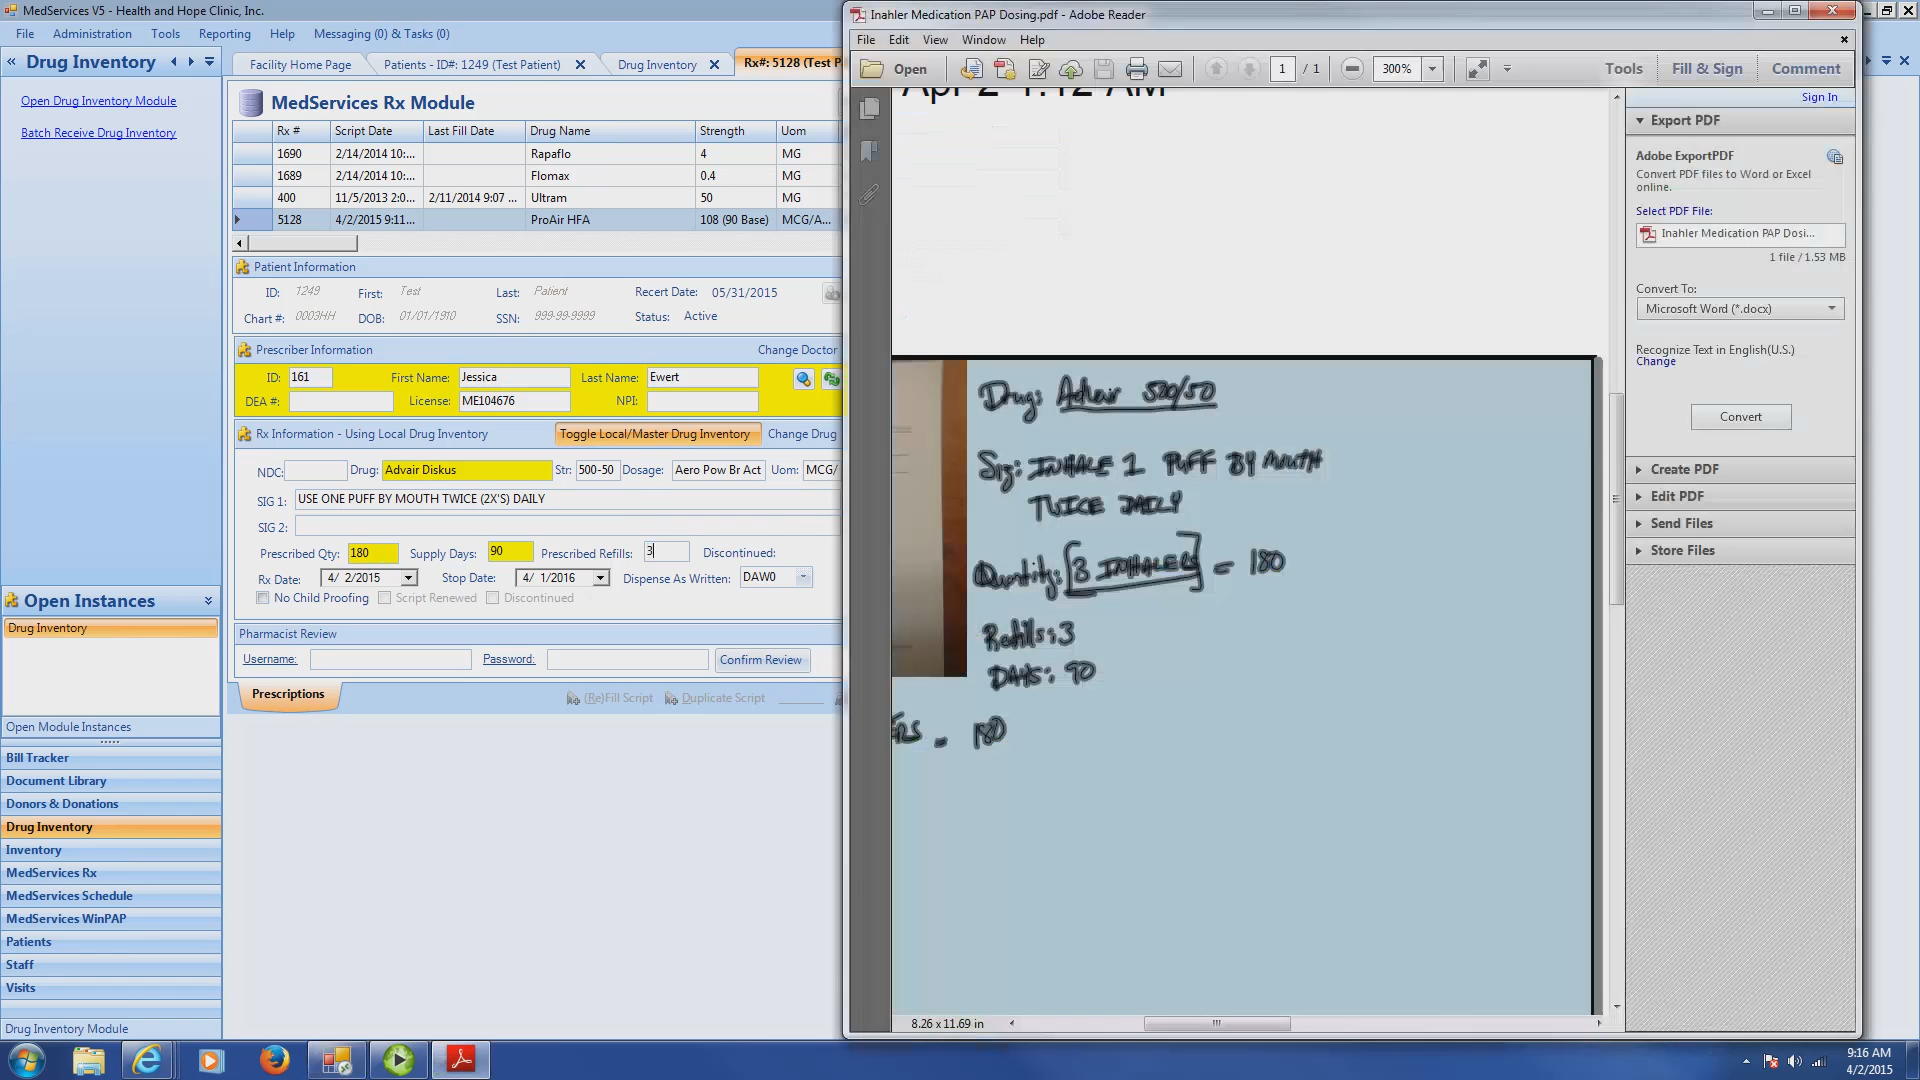 MedServices V5 - Health and Hope Clinic, Inc.
File Administration Tools Reporting Help Messaging (0) & Tasks (0)
Drug Inventory
Open Drug Inventory Module
Batch Receive Drug Inventory
Facility Home Page Patients - ID#: 1249 (Test Patient) Drug Inventory Rx#: 5128 (Test P
MedServices Rx Module
Rx # Script Date Last Fill Date Drug Name Strength Uom
1690 2/14/2014 10:... Rapaflo 4 MG
1689 2/14/2014 10:... Flomax 0.4 MG
400 11/5/2013 2:0... 2/11/2014 9:07 ... Ultram 50 MG
5128 4/2/2015 9:11... ProAir HFA 108 (90 Base) MCG/A...
Patient Information
ID: 1249 First: Test Last: Patient Recert Date: 05/31/2015
Chart #: 0003HH DOB: 01/01/1910 SSN: 999-99-9999 Status: Active
Prescriber Information Change Doctor
ID: 161 First Name: Jessica Last Name: Ewert
DEA #: License: ME104676 NPI:
Rx Information - Using Local Drug Inventory Toggle Local/Master Drug Inventory Change Drug
NDC: Drug: Advair Diskus Str: 500-50 Dosage: Aero Pow Br Act Uom: MCG/
SIG 1: USE ONE PUFF BY MOUTH TWICE (2X'S) DAILY
SIG 2:
Prescribed Qty: 180 Supply Days: 90 Prescribed Refills: 3 Discontinued:
Rx Date: 4/ 2/2015 Stop Date: 4/ 1/2016 Dispense As Written: DAW0
No Child Proofing Script Renewed Discontinued
Pharmacist Review
Username: Password: Confirm Review
Prescriptions (Re)Fill Script Duplicate Script
Open Instances
Drug Inventory
Open Module Instances
Bill Tracker
Document Library
Donors & Donations
Drug Inventory
Inventory
MedServices Rx
MedServices Schedule
MedServices WinPAP
Patients
Staff
Visits
Drug Inventory Module
Inahler Medication PAP Dosing.pdf - Adobe Reader
File Edit View Window Help
Open 1 / 1 300% Tools Fill & Sign Comment
Apr 2 1:12 AM
Drug: Advair 500/50
Sig: INHALE 1 PUFF BY MOUTH
TWICE DAILY
Quantity: [3 INHALERS] = 180
Refills: 3
DAYS: 90
ERS = 180
8.26 x 11.69 in
Sign In
Export PDF
Adobe ExportPDF
Convert PDF files to Word or Excel
online.
Select PDF File:
Inahler Medication PAP Dosi...
1 file / 1.53 MB
Convert To:
Microsoft Word (*.docx)
Recognize Text in English(U.S.)
Change
Convert
Create PDF
Edit PDF
Send Files
Store Files
9:16 AM
4/2/2015